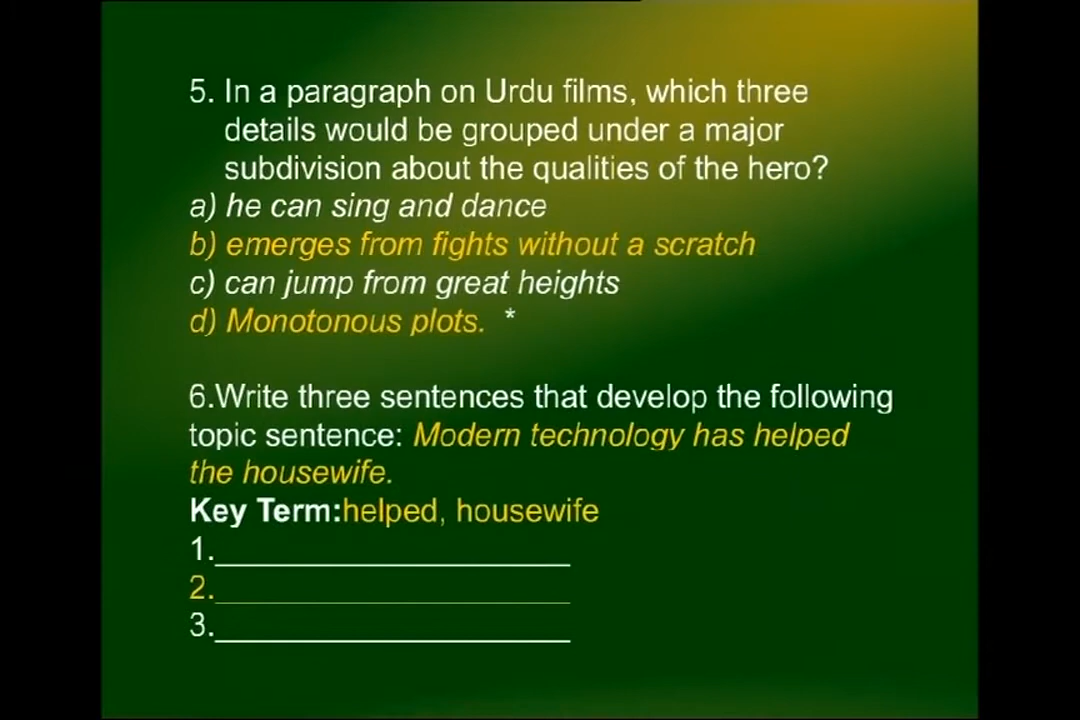 5. In a paragraph on Urdu films, which three
details would be grouped under a major
subdivision about the qualities of the hero?
a) he can sing and dance
b) emerges from fights without a scratch
c) can jump from great heights
d) Monotonous plots. *
6.Write three sentences that develop the following
topic sentence: Modern technology has helped
the housewife.
Key Term:helped, housewife
1.______________________
2.______________________
3.______________________